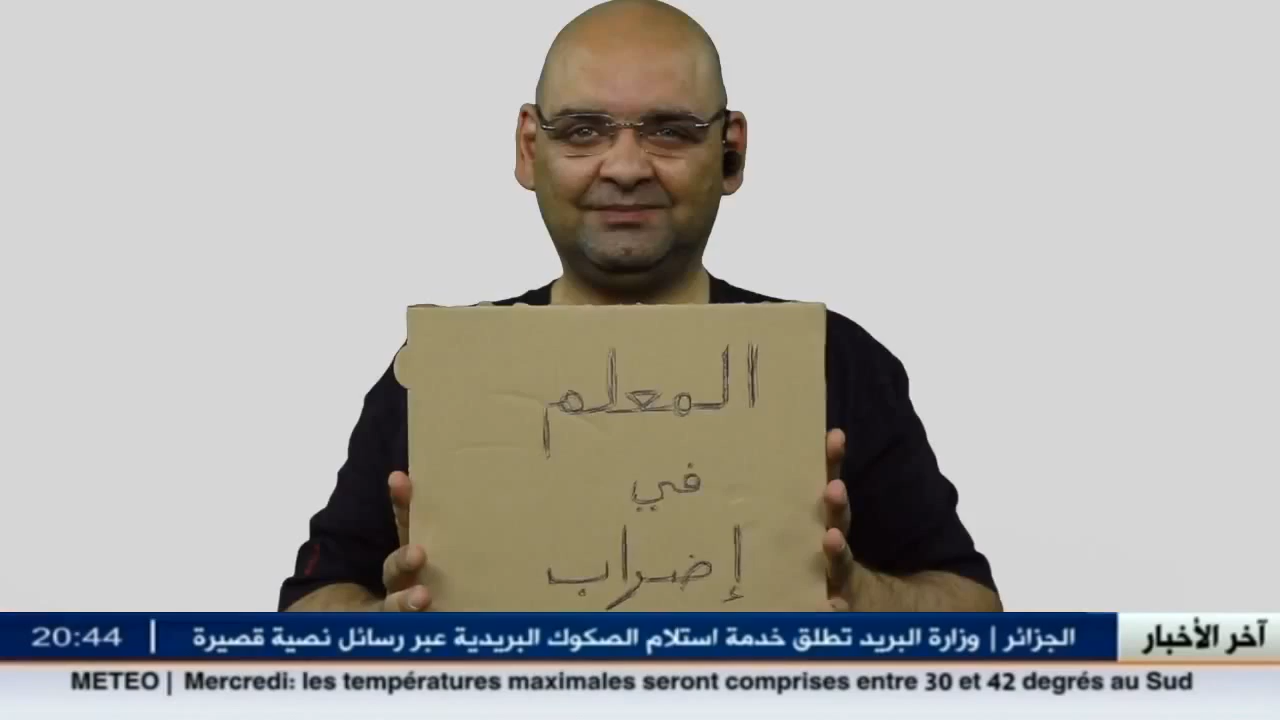 المعلم
في
إضراب
آخر الأخبار
الجزائر | وزارة البريد تطلق خدمة استلام الصكوك البريدية عبر رسائل نصية قصيرة
20:44
METEO | Mercredi: les températures maximales seront comprises entre 30 et 42 degrés au Sud